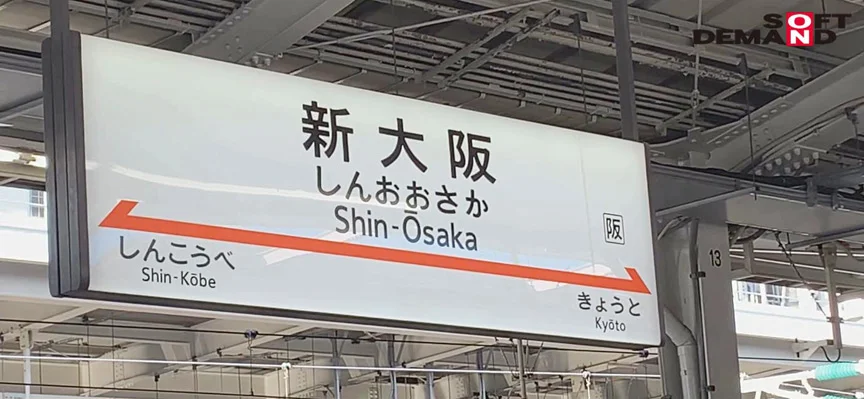 SOFT
ON
DEMAND
新大阪
しんおおさか
Shin-Ōsaka
阪
しんこうべ
Shin-Kōbe
きょうと
Kyōto
13